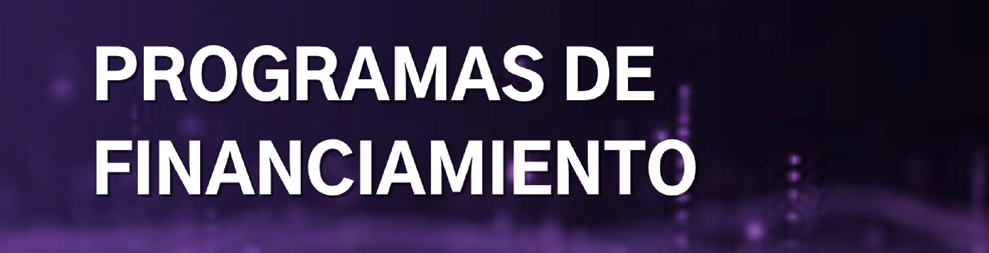 PROGRAMAS DE
FINANCIAMIENTO